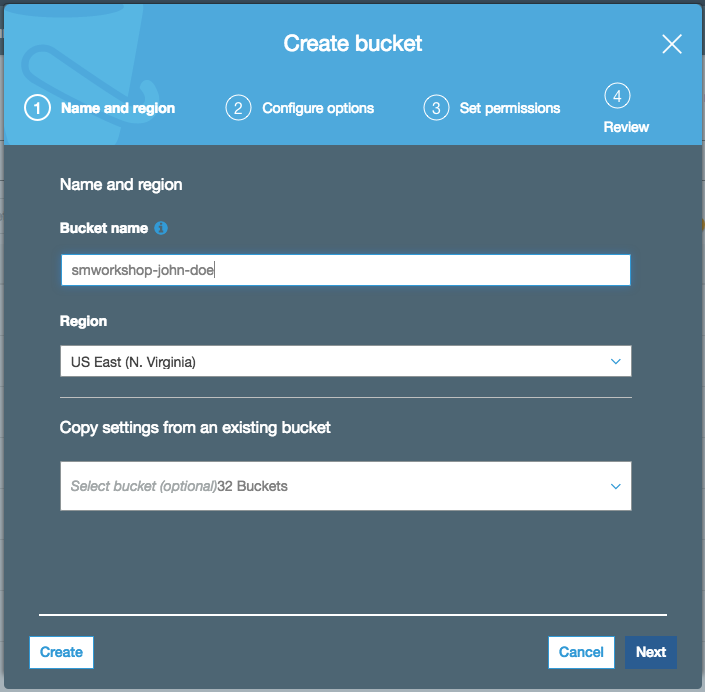 Create bucket
1 Name and region
2 Configure options
3 Set permissions
4
Review
Name and region
Bucket name
smworkshop-john-doe
Region
US East (N. Virginia)
Copy settings from an existing bucket
Select bucket (optional)32 Buckets
Create
Cancel
Next